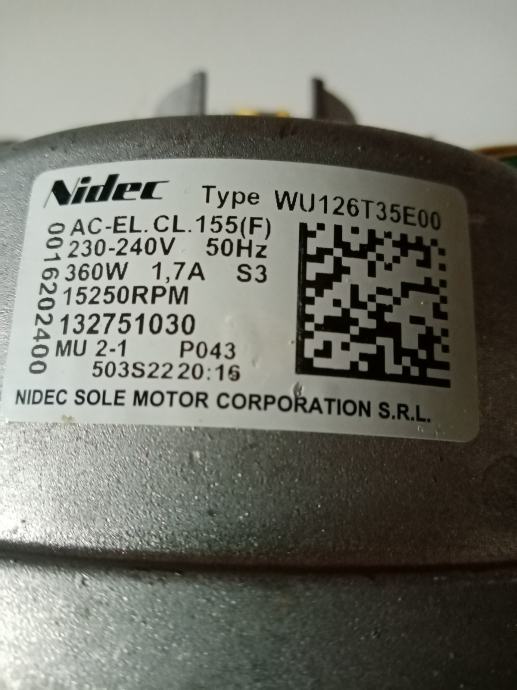 Nidec Type WU126T35E00
AC-EL.CL.155(F)
230-240V 50Hz
360W 1,7A S3
15250RPM
132751030
MU 2-1 P043
503S22 20:16
NIDEC SOLE MOTOR CORPORATION S.R.L.
00016202400